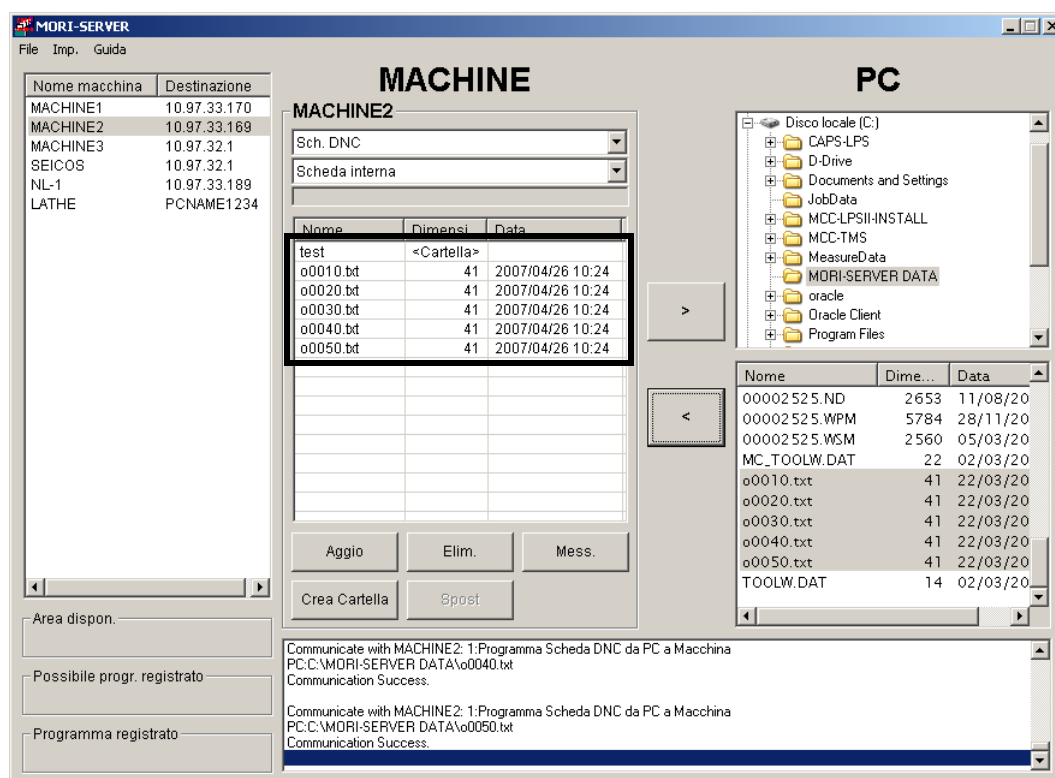 MORI-SERVER
File Imp. Guida
Nome macchina Destinazione
MACHINE1 10.97.33.170
MACHINE2 10.97.33.169
MACHINE3 10.97.32.1
SEICOS 10.97.32.1
NL-1 10.97.33.189
LATHE PCNAME1234
Area dispon.
Possibile progr. registrato
Programma registrato
MACHINE
MACHINE2
Sch. DNC
Scheda interna
Nome Dimensi Data
test <Cartella>
o0010.txt 41 2007/04/26 10:24
o0020.txt 41 2007/04/26 10:24
o0030.txt 41 2007/04/26 10:24
o0040.txt 41 2007/04/26 10:24
o0050.txt 41 2007/04/26 10:24
Aggio Elim. Mess.
Crea Cartella Spost
>
<
PC
Disco locale (C:)
CAPS-LPS
D-Drive
Documents and Settings
JobData
MCC-LPSII-INSTALL
MCC-TMS
MeasureData
MORI-SERVER DATA
oracle
Oracle Client
Program Files
Nome Dime... Data
00002525.ND 2653 11/08/20
00002525.WPM 5784 28/11/20
00002525.WSM 2560 05/03/20
MC_TOOLW.DAT 22 02/03/20
o0010.txt 41 22/03/20
o0020.txt 41 22/03/20
o0030.txt 41 22/03/20
o0040.txt 41 22/03/20
o0050.txt 41 22/03/20
TOOLW.DAT 14 02/03/20
Communicate with MACHINE2: 1:Programma Scheda DNC da PC a Macchina
PC:C:\MORI-SERVER DATA\o0040.txt
Communication Success.
Communicate with MACHINE2: 1:Programma Scheda DNC da PC a Macchina
PC:C:\MORI-SERVER DATA\o0050.txt
Communication Success.